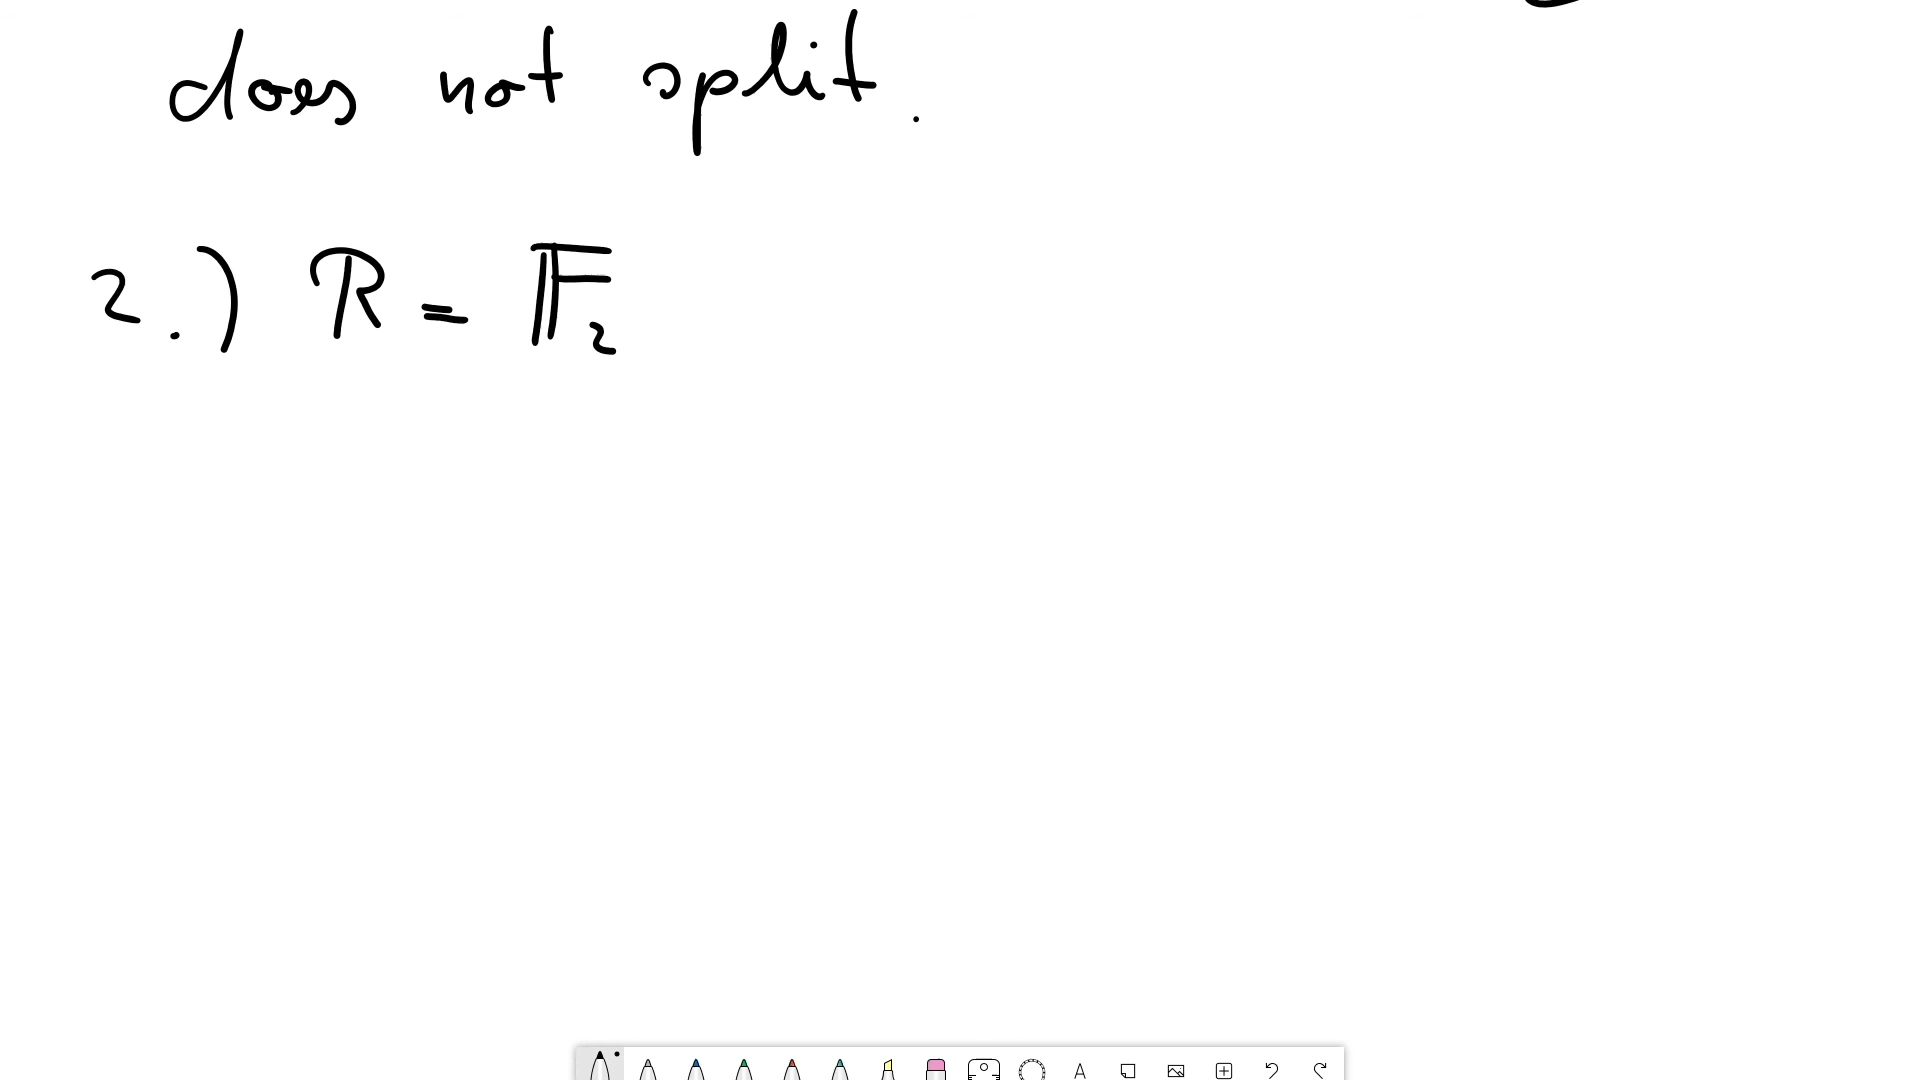 does not split.
2.) R = 𝔽₂
A